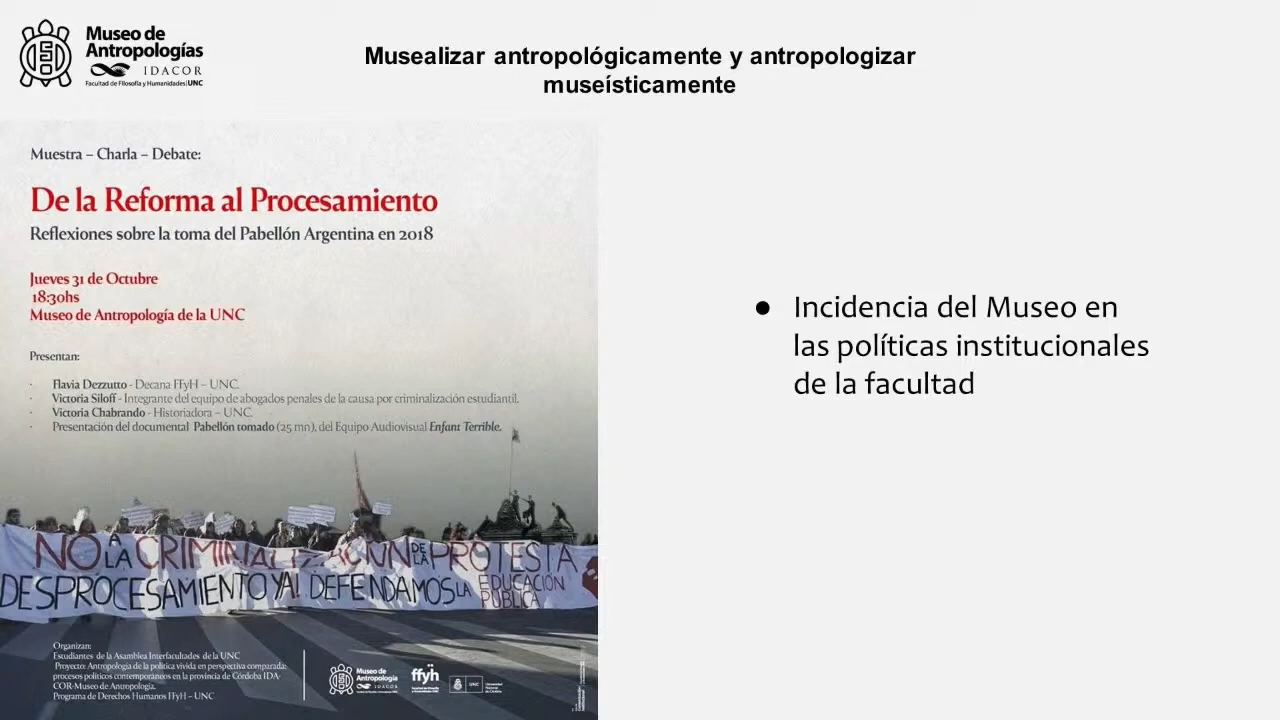 Museo de
Antropologías
IDACOR
Facultad de Filosofía y Humanidades|UNC
Musealizar antropológicamente y antropologizar
museísticamente
Muestra – Charla – Debate:
De la Reforma al Procesamiento
Reflexiones sobre la toma del Pabellón Argentina en 2018
Jueves 31 de Octubre
18:30hs
Museo de Antropología de la UNC
Presentan:
· Flavia Dezzutto - Decana FFyH – UNC.
· Victoria Siloff - Integrante del equipo de abogados penales de la causa por criminalización estudiantil.
· Victoria Chabrando - Historiadora – UNC.
· Presentación del documental Pabellón tomado (25 mn), del Equipo Audiovisual Enfant Terrible.
NO A LA CRIMINALIZACIÓN DE LA PROTESTA
DESPROCESAMIENTO YA! DEFENDAMOS LA EDUCACIÓN PÚBLICA
Organizan:
Estudiantes de la Asamblea Interfacultades de la UNC
Proyecto: Antropología de la política vivida en perspectiva comparada:
procesos políticos contemporáneos en la provincia de Córdoba IDA-
COR-Museo de Antropología.
Programa de Derechos Humanos FFyH – UNC
Museo de
Antropología
IDACOR
ffyh
UNC
Universidad
Nacional
de Córdoba
● Incidencia del Museo en
las políticas institucionales
de la facultad